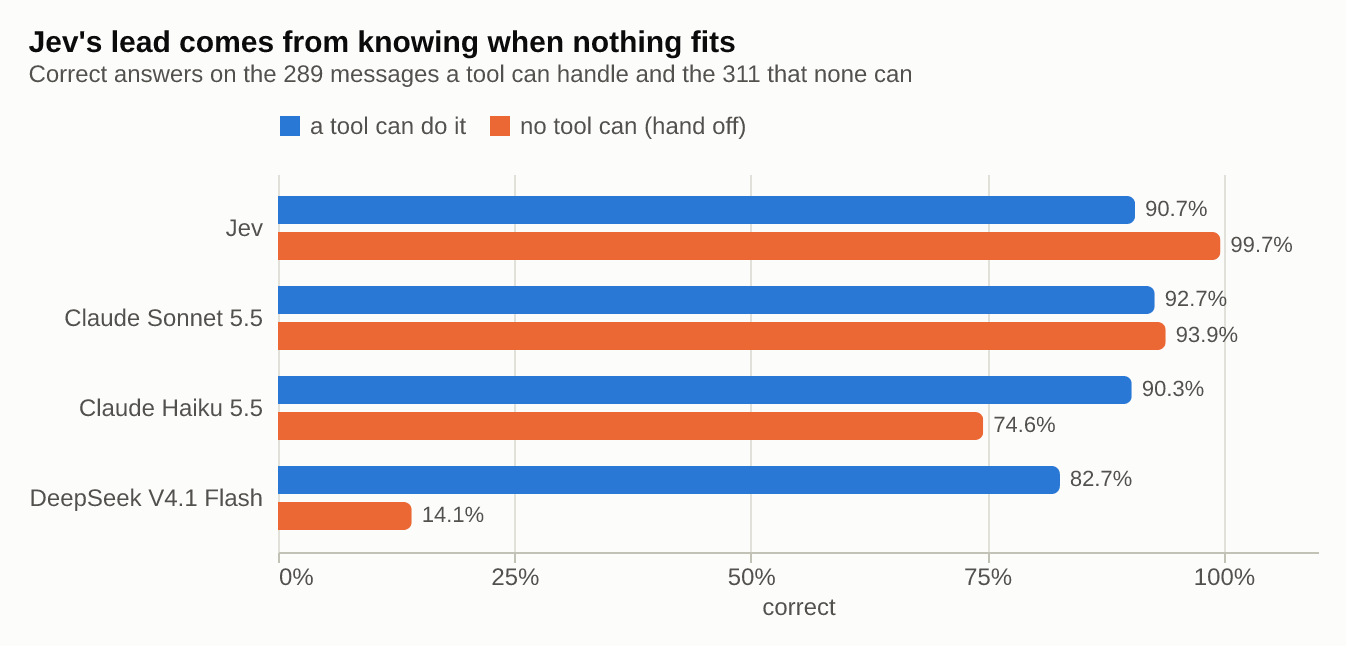 Jev's lead comes from knowing when nothing fits
Correct answers on the 289 messages a tool can handle and the 311 that none can
a tool can do it no tool can (hand off)
Jev
90.7%
99.7%
Claude Sonnet 5.5
92.7%
93.9%
Claude Haiku 5.5
90.3%
74.6%
DeepSeek V4.1 Flash
82.7%
14.1%
0% 25% 50% 75% 100%
correct